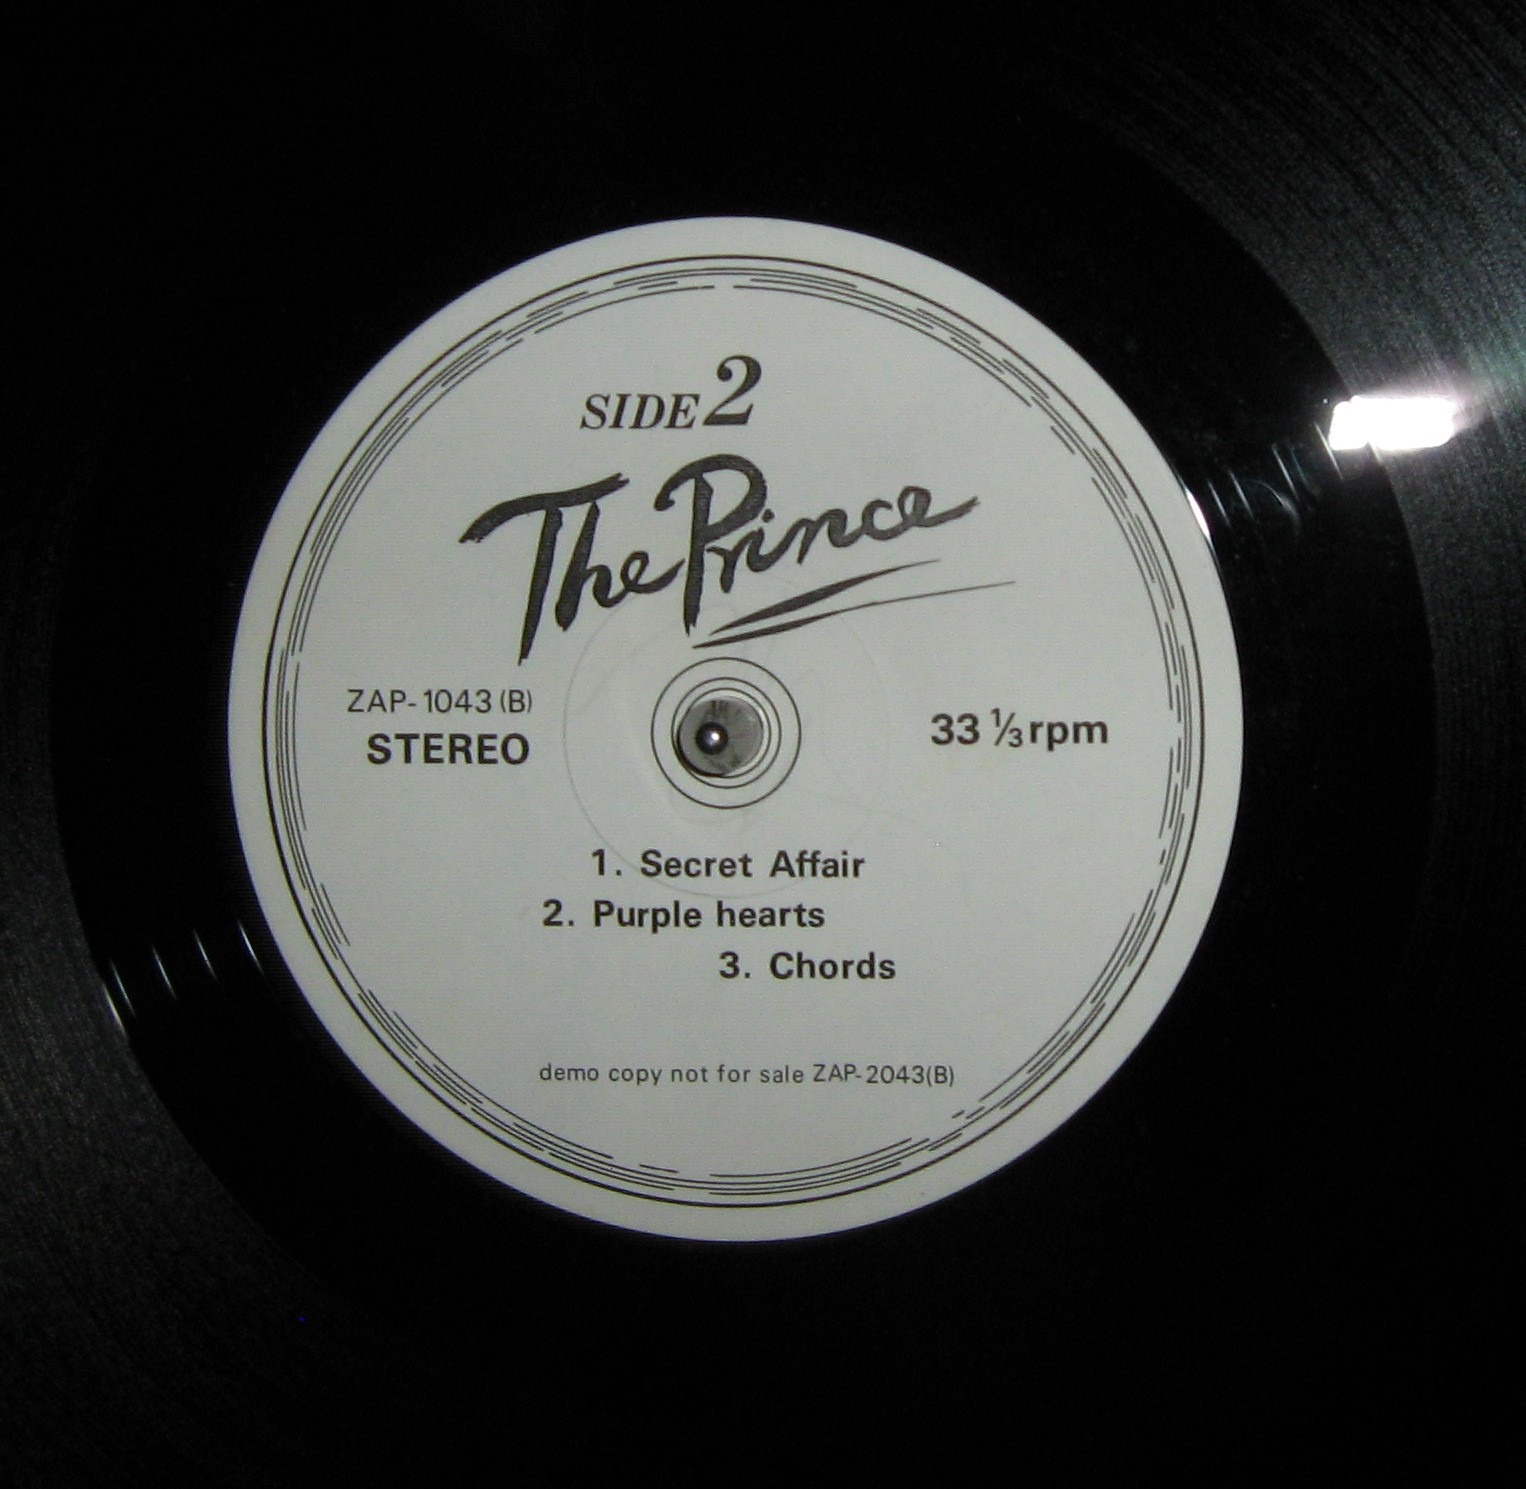 SIDE 2
The Prince
ZAP-1043 (B)
STEREO
33 ⅓ rpm
1. Secret Affair
2. Purple hearts
3. Chords
demo copy not for sale ZAP-2043(B)